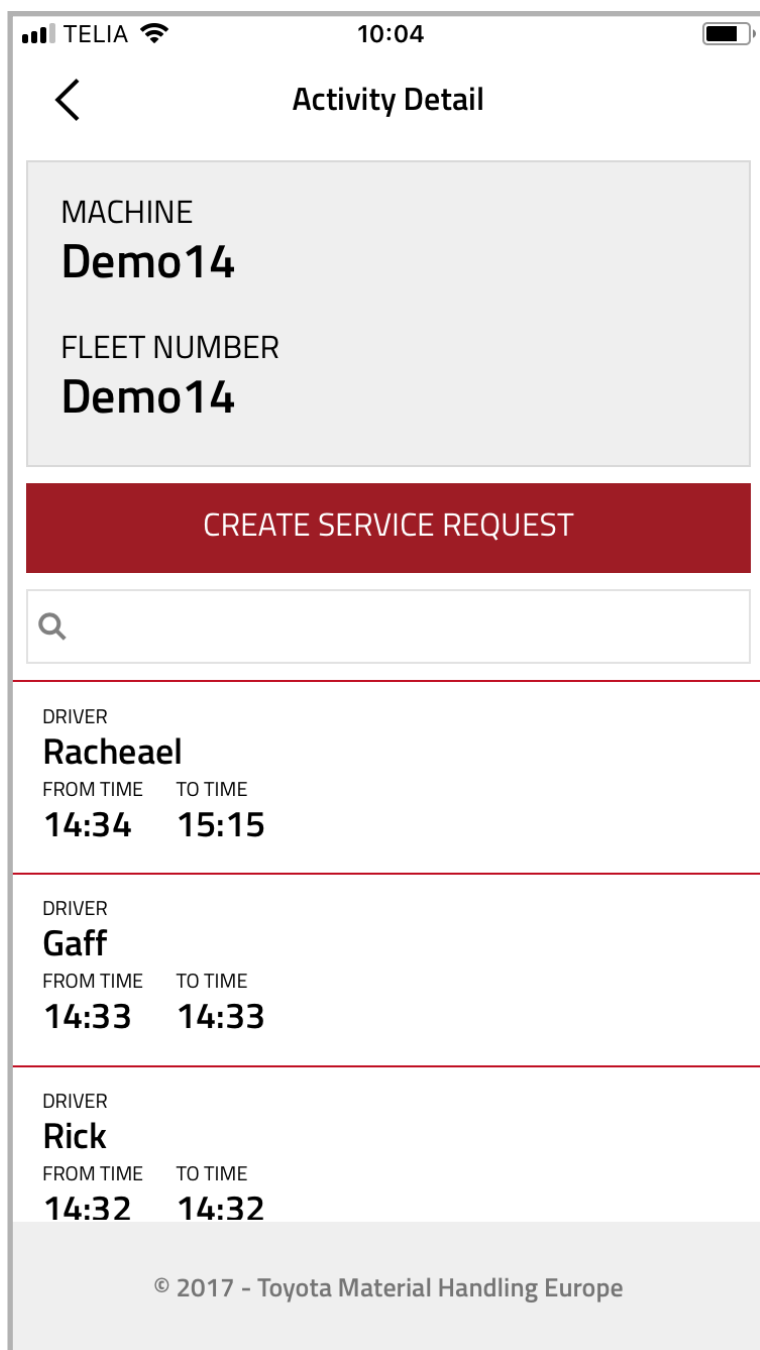 TELIA 10:04
Activity Detail
MACHINE
Demo14
FLEET NUMBER
Demo14
CREATE SERVICE REQUEST
DRIVER
Racheael
FROM TIME TO TIME
14:34 15:15
DRIVER
Gaff
FROM TIME TO TIME
14:33 14:33
DRIVER
Rick
FROM TIME TO TIME
14:32 14:32
© 2017 - Toyota Material Handling Europe